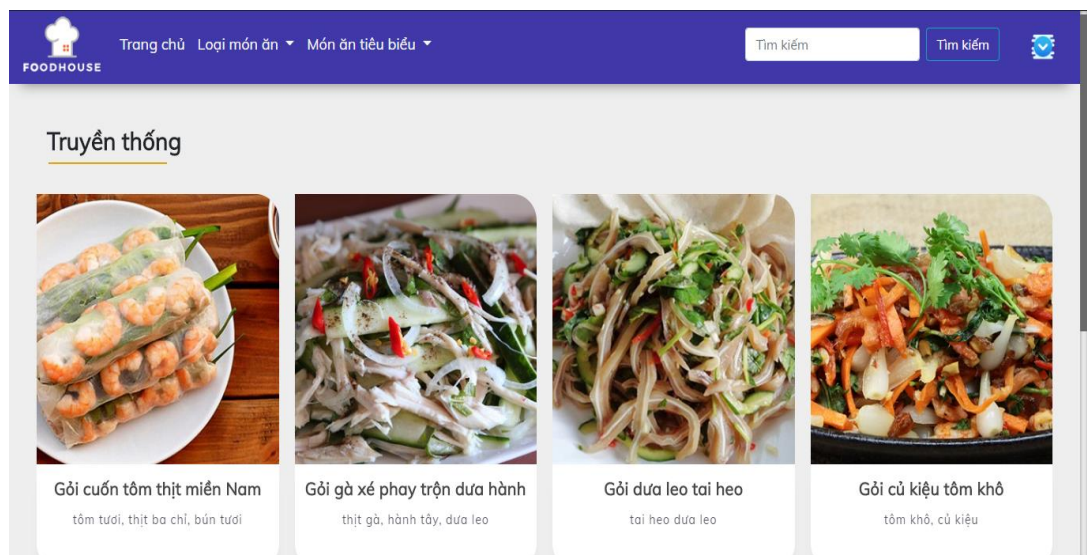 FOODHOUSE
Trang chủ Loại món ăn Món ăn tiêu biểu Tìm kiếm Tìm kiếm
Truyền thống
Gỏi cuốn tôm thịt miền Nam
tôm tươi, thịt ba chỉ, bún tươi
Gỏi gà xé phay trộn dưa hành
thịt gà, hành tây, dưa leo
Gỏi dưa leo tai heo
tai heo dưa leo
Gỏi củ kiệu tôm khô
tôm khô, củ kiệu